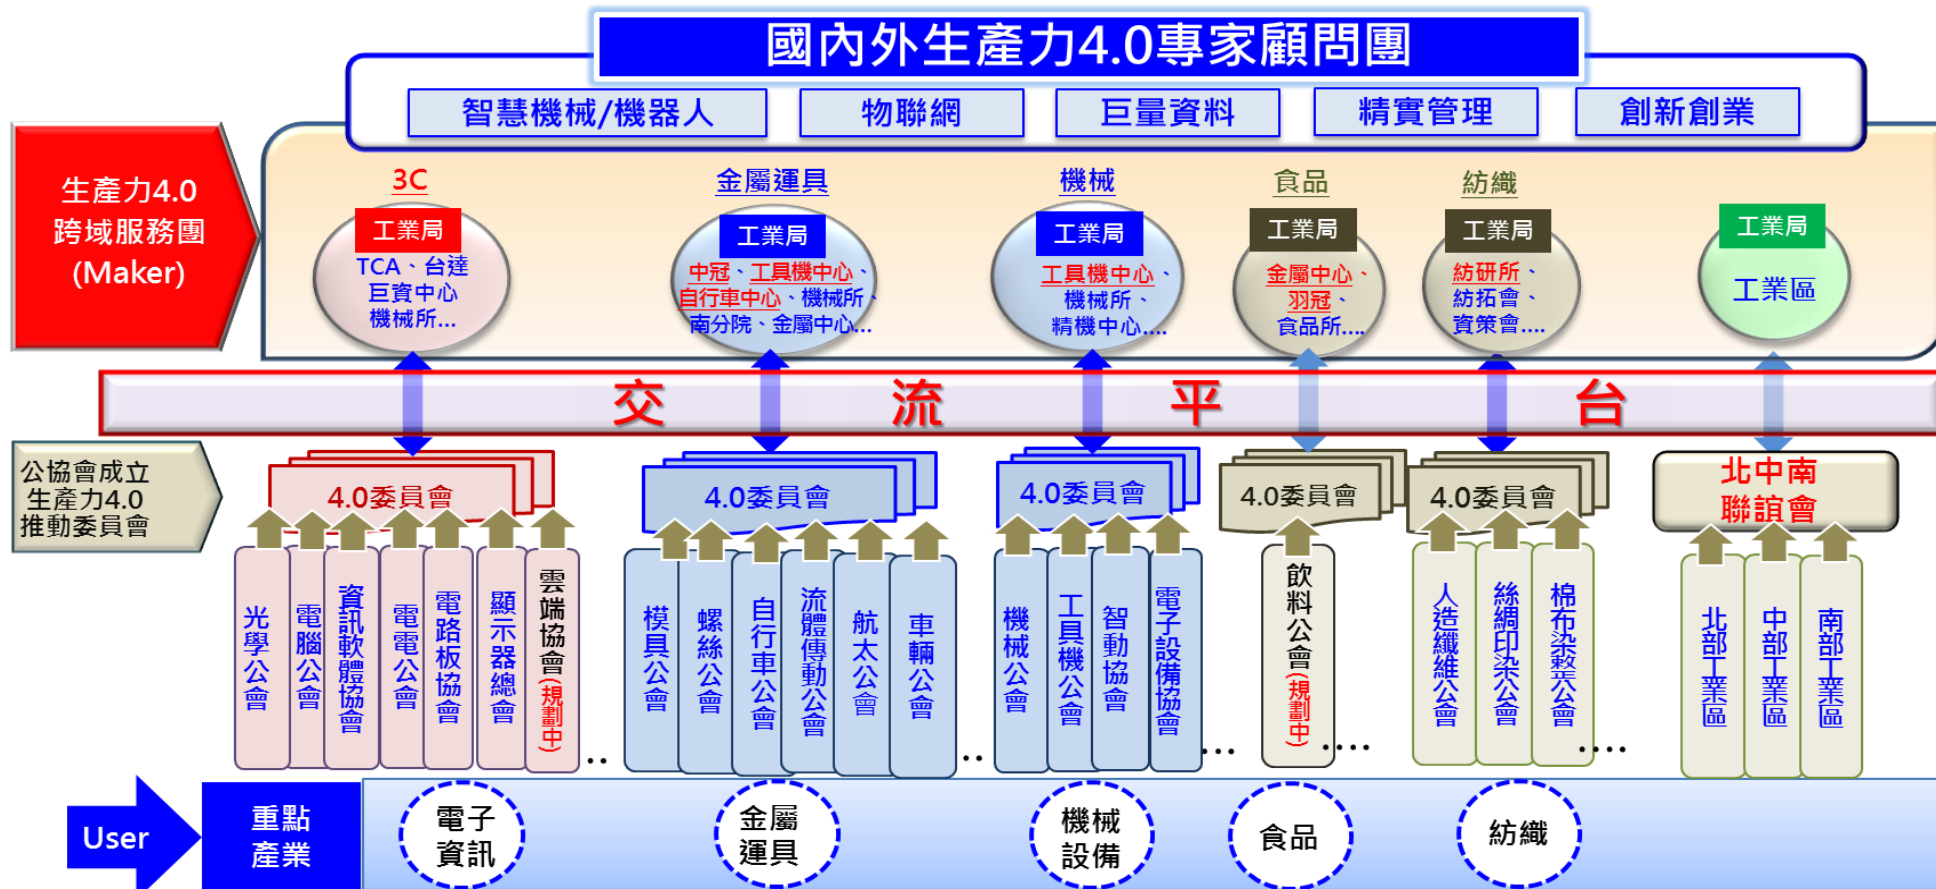 國內外生產力4.0專家顧問團
智慧機械/機器人
物聯網
巨量資料
精實管理
創新創業
生產力4.0
跨域服務團
(Maker)
3C
工業局
TCA、台達
巨資中心
機械所...
金屬運具
工業局
中冠、工具機中心、
自行車中心、機械所、
南分院、金屬中心...
機械
工業局
工具機中心、
機械所、
精機中心....
食品
工業局
金屬中心、
羽冠、
食品所....
紡織
工業局
紡研所、
紡拓會、
資策會....
工業局
工業區
交流平台
公協會成立
生產力4.0
推動委員會
4.0委員會
4.0委員會
4.0委員會
4.0委員會
4.0委員會
北中南
聯誼會
光學公會
電腦公會
資訊軟體協會
電電公會
電路板協會
顯示器總會
雲端協會(規劃中)
..
模具公會
螺絲公會
自行車公會
流體傳動公會
航太公會
車輛公會
..
機械公會
工具機公會
智動協會
電子設備協會
....
飲料公會(規劃中)
....
人造纖維公會
絲綢印染公會
棉布染整公會
....
北部工業區
中部工業區
南部工業區
User
重點
產業
電子
資訊
金屬
運具
機械
設備
食品
紡織